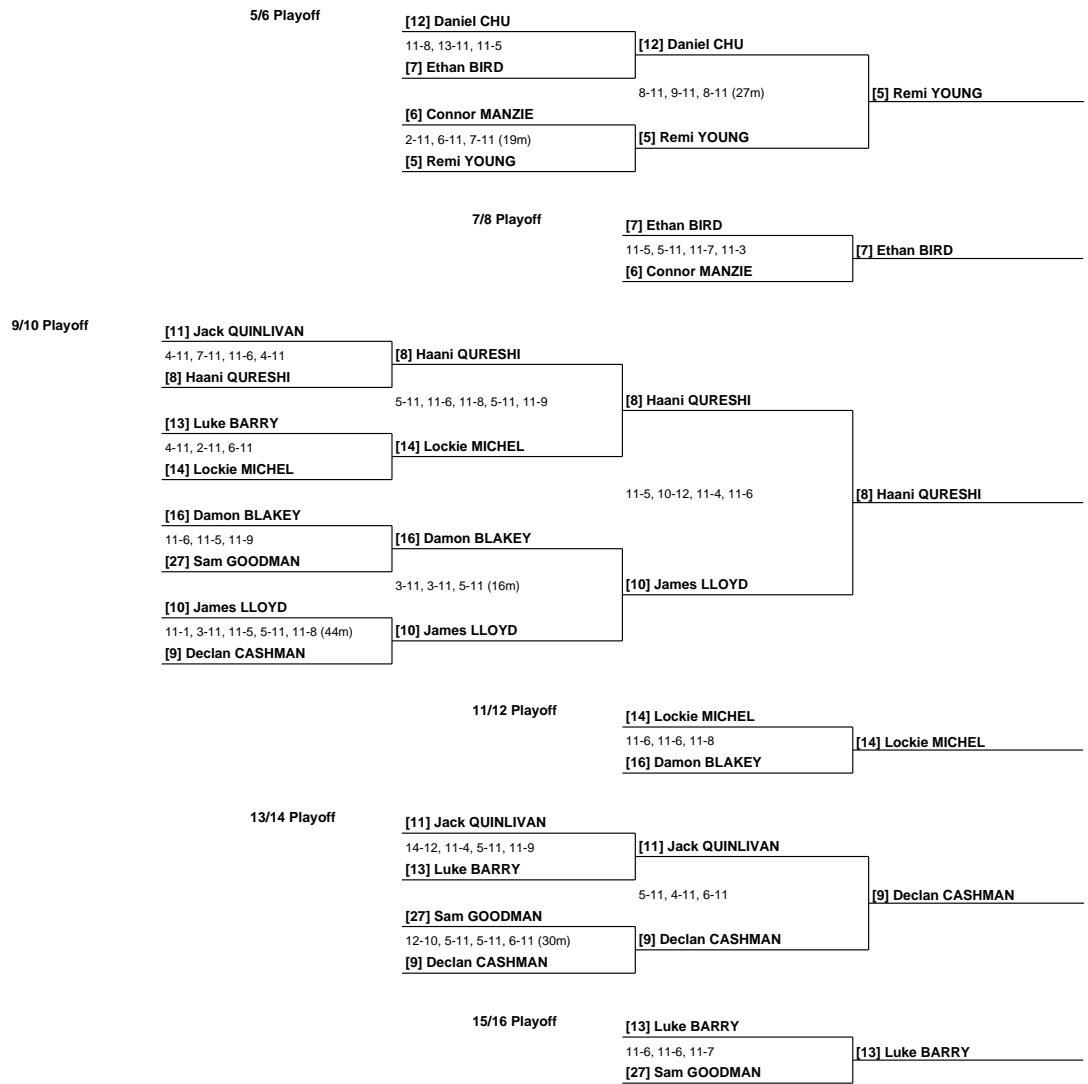 5/6 Playoff
[12] Daniel CHU
11-8, 13-11, 11-5
[7] Ethan BIRD
[12] Daniel CHU
8-11, 9-11, 8-11 (27m)
[5] Remi YOUNG
[6] Connor MANZIE
2-11, 6-11, 7-11 (19m)
[5] Remi YOUNG
[5] Remi YOUNG
7/8 Playoff
[7] Ethan BIRD
11-5, 5-11, 11-7, 11-3
[6] Connor MANZIE
[7] Ethan BIRD
9/10 Playoff
[11] Jack QUINLIVAN
4-11, 7-11, 11-6, 4-11
[8] Haani QURESHI
[8] Haani QURESHI
5-11, 11-6, 11-8, 5-11, 11-9
[8] Haani QURESHI
[13] Luke BARRY
4-11, 2-11, 6-11
[14] Lockie MICHEL
[14] Lockie MICHEL
11-5, 10-12, 11-4, 11-6
[8] Haani QURESHI
[16] Damon BLAKEY
11-6, 11-5, 11-9
[27] Sam GOODMAN
[16] Damon BLAKEY
3-11, 3-11, 5-11 (16m)
[10] James LLOYD
[10] James LLOYD
11-1, 3-11, 11-5, 5-11, 11-8 (44m)
[9] Declan CASHMAN
[10] James LLOYD
11/12 Playoff
[14] Lockie MICHEL
11-6, 11-6, 11-8
[16] Damon BLAKEY
[14] Lockie MICHEL
13/14 Playoff
[11] Jack QUINLIVAN
14-12, 11-4, 5-11, 11-9
[13] Luke BARRY
[11] Jack QUINLIVAN
5-11, 4-11, 6-11
[9] Declan CASHMAN
[27] Sam GOODMAN
12-10, 5-11, 5-11, 6-11 (30m)
[9] Declan CASHMAN
[9] Declan CASHMAN
15/16 Playoff
[13] Luke BARRY
11-6, 11-6, 11-7
[27] Sam GOODMAN
[13] Luke BARRY